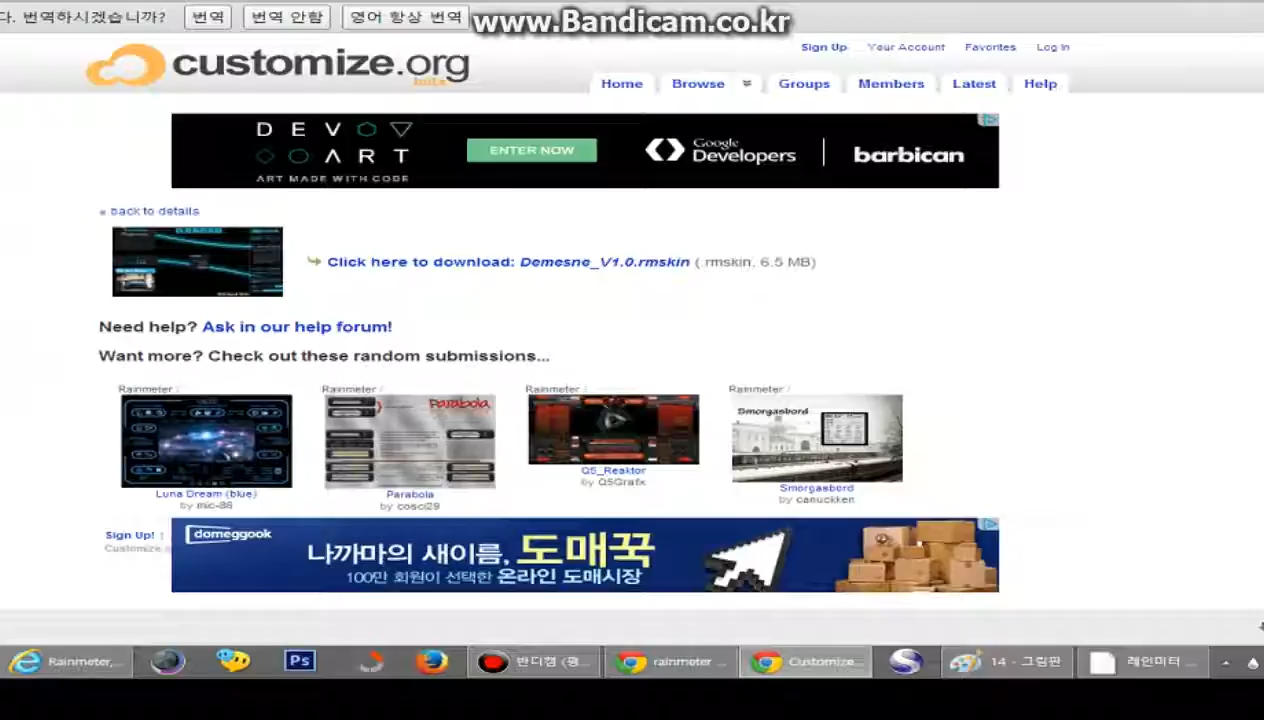 다. 번역하시겠습니까? 번역 번역 안함 영어 항상 번역
www.Bandicam.co.kr
Sign Up Your Account Favorites Log In
customize.org
beta
Home Browse Groups Members Latest Help
DEV
ART
ART MADE WITH CODE
ENTER NOW
Google Developers
barbican
« back to details
Click here to download: Demesne_V1.0.rmskin (.rmskin, 6.5 MB)
Need help? Ask in our help forum!
Want more? Check out these random submissions...
Rainmeter / Rainmeter / Rainmeter / Rainmeter /
Parabola
Smorgasbord
Luna Dream (blue)
by mic-86
Parabola
by cosci29
Q5_Reaktor
by Q5Grafx
Smorgasbord
by canuckken
Sign Up! |
Customize.
domeggook
나까마의 새이름, 도매꾹
100만 회원이 선택한 온라인 도매시장
Rainmeter,... Ps 반디캠 (평... rainmeter ... Customize... 14 - 그림판 레인미터 ...